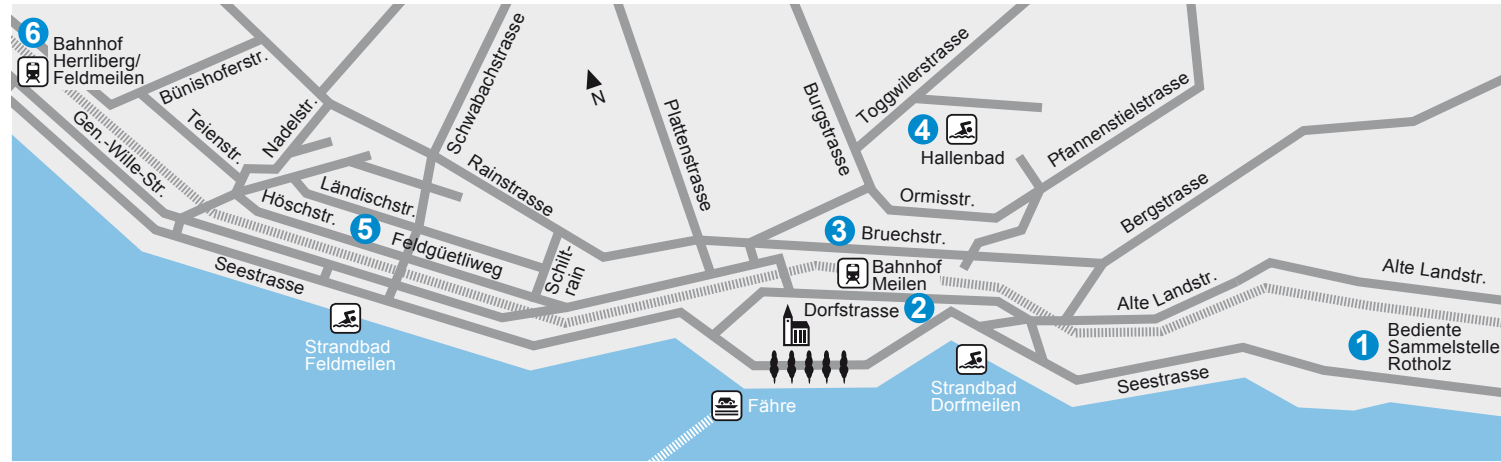 6
Bahnhof
Herrliberg/
Feldmeilen
Bünishoferstr.
Teienstr.
Nadelstr.
Gen.-Wille-Str.
Schwabachstrasse
Rainstrasse
Ländischstr.
Höschstr.
5
Feldgüetliweg
Schilt-
rain
Seestrasse
Strandbad
Feldmeilen
N
Plattenstrasse
Burgstrasse
Toggwilerstrasse
4
Hallenbad
Pfannenstielstrasse
Ormisstr.
3
Bruechstr.
Bergstrasse
Bahnhof
Meilen
Dorfstrasse
2
Alte Landstr.
Alte Landstr.
1
Bediente
Sammelstelle
Rotholz
Seestrasse
Strandbad
Dorfmeilen
Fähre